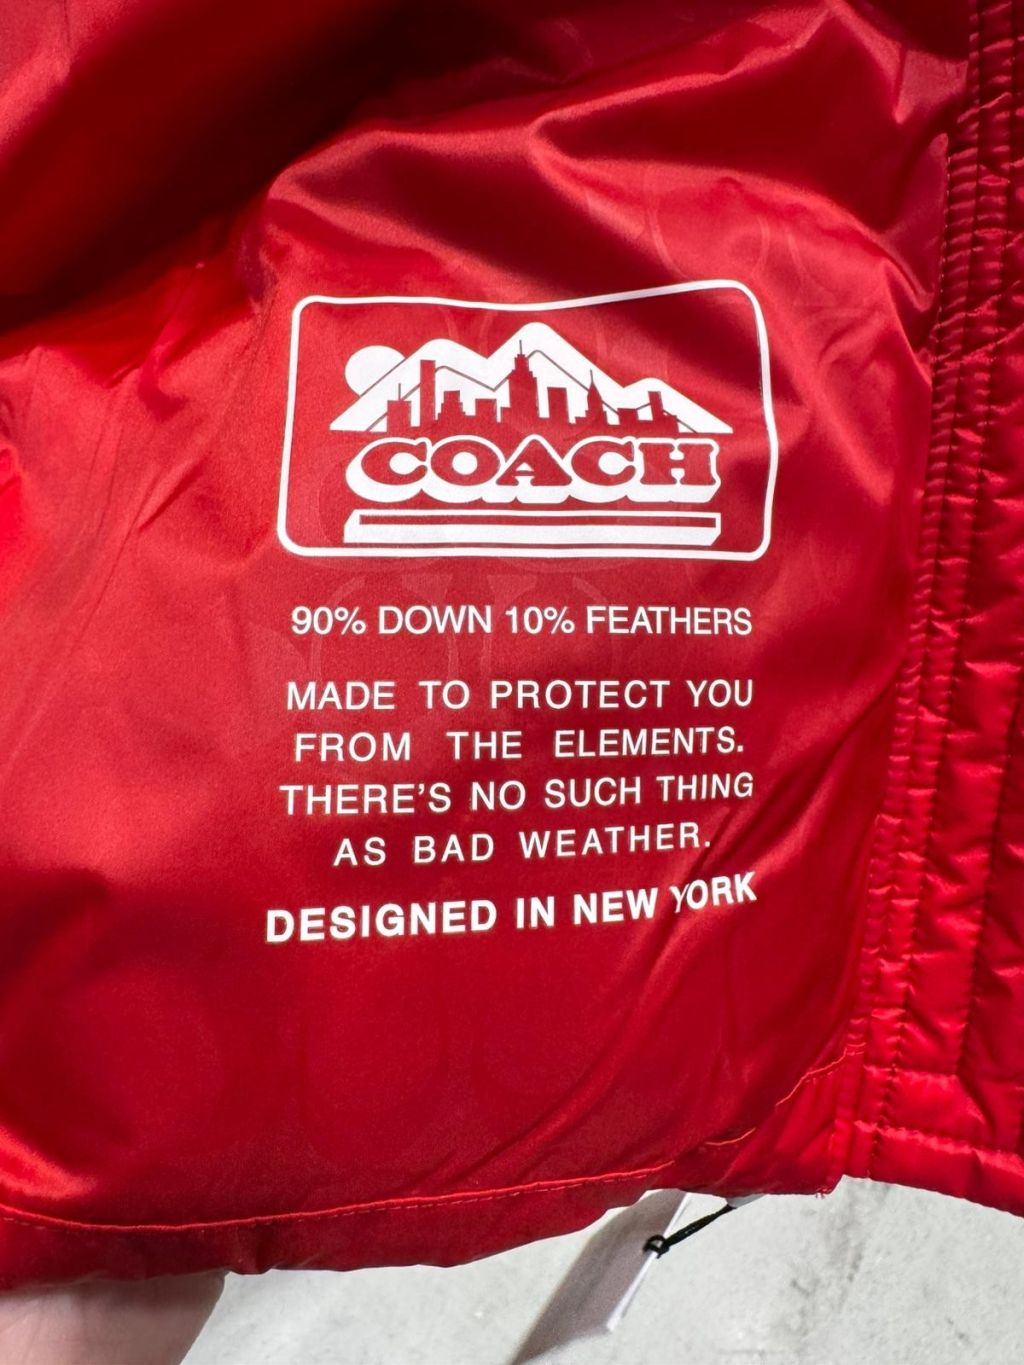 COACH
90% DOWN 10% FEATHERS
MADE TO PROTECT YOU
FROM THE ELEMENTS.
THERE'S NO SUCH THING
AS BAD WEATHER.
DESIGNED IN NEW YORK